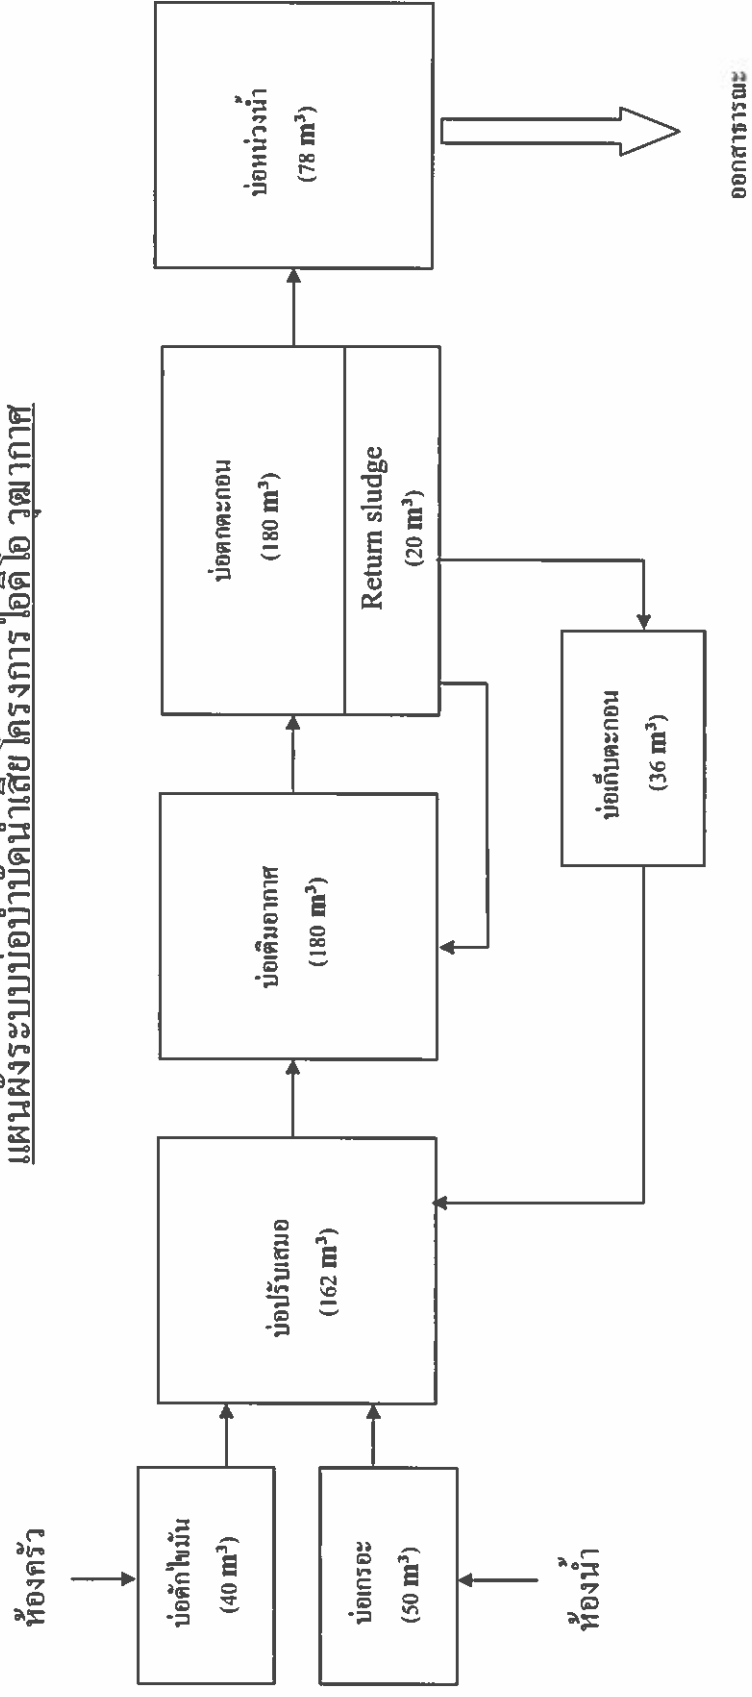 แผนผังระบบบ่อบำบัดน้ำเสียโครงการไอดีโอ วุฒากาศ
ห้องครัว
บ่อดักไขมัน
(40 m³)
บ่อเกรอะ
(50 m³)
ห้องน้ำ
บ่อปรับเสมอ
(162 m³)
บ่อเติมอากาศ
(180 m³)
บ่อตกตะกอน
(180 m³)
Return sludge
(20 m³)
บ่อเก็บตะกอน
(36 m³)
บ่อหน่วงน้ำ
(78 m³)
ออกสาธารณะ